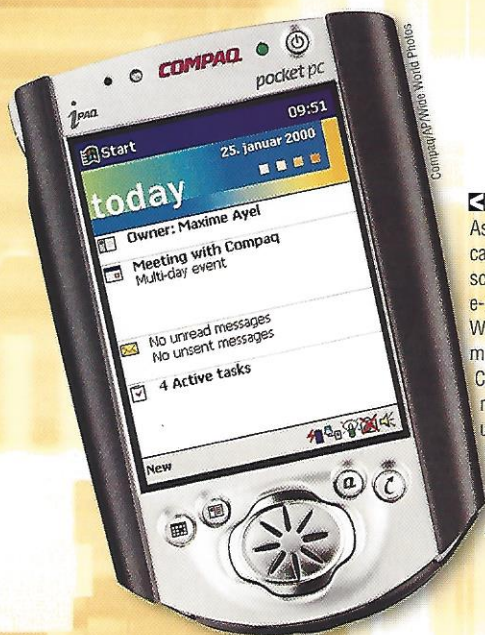 COMPAQ
iPAQ
pocket pc
Start
09:51
25. januar 2000
today
Owner: Maxime Ayel
Meeting with Compaq
Multi-day event
No unread messages
No unsent messages
4 Active tasks
New
Compaq/AP/Wide World Photos
As
ca
sc
e-
W
m
C